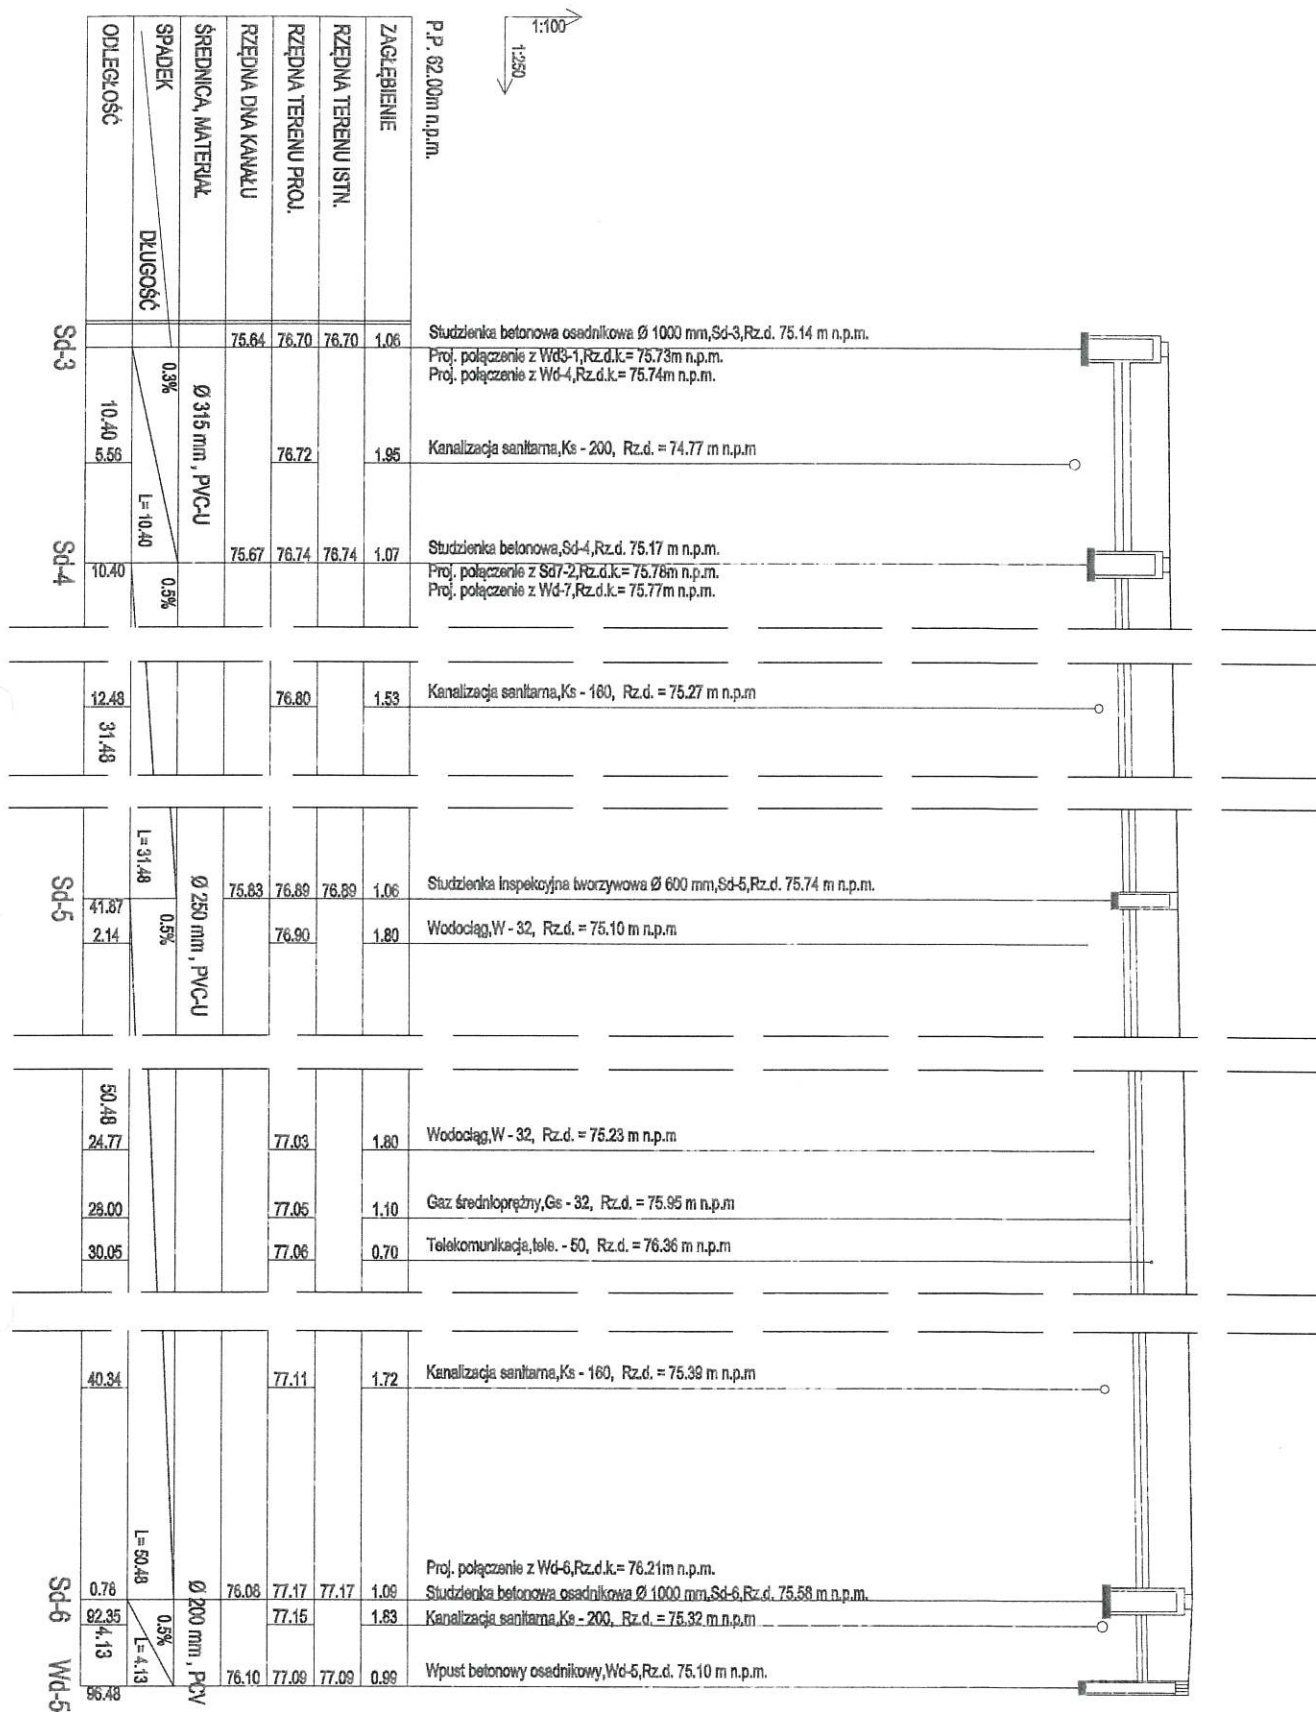 1:100
1:250
P.P. 62.00m n.p.m.
ZAGŁĘBIENIE
RZĘDNA TERENU ISTN.
RZĘDNA TERENU PROJ.
RZĘDNA DNA KANAŁU
ŚREDNICA, MATERIAŁ
SPADEK
DŁUGOŚĆ
ODLEGŁOŚĆ
Sd-3
75.64 76.70 76.70 1.06
Studzienka betonowa osadnikowa Ø 1000 mm,Sd-3,Rz.d. 75.14 m n.p.m.
Proj. połączenie z Wd3-1,Rz.d.k.= 75.73m n.p.m.
Proj. połączenie z Wd-4,Rz.d.k.= 75.74m n.p.m.
0.3%
Ø 315 mm , PVC-U
10.40
5.56 76.72 1.95
Kanalizacja sanitarna,Ks - 200, Rz.d. = 74.77 m n.p.m
L= 10.40
Sd-4
10.40 75.67 76.74 76.74 1.07
Studzienka betonowa,Sd-4,Rz.d. 75.17 m n.p.m.
Proj. połączenie z Sd7-2,Rz.d.k.= 75.78m n.p.m.
Proj. połączenie z Wd-7,Rz.d.k.= 75.77m n.p.m.
0.5%
12.48 76.80 1.53
Kanalizacja sanitarna,Ks - 160, Rz.d. = 75.27 m n.p.m
31.48
L= 31.48
Sd-5
41.87 75.83 76.89 76.89 1.06
Studzienka inspekcyjna tworzywowa Ø 600 mm,Sd-5,Rz.d. 75.74 m n.p.m.
0.5%
Ø 250 mm , PVC-U
2.14 76.90 1.80
Wodociąg,W - 32, Rz.d. = 75.10 m n.p.m
50.48
24.77 77.03 1.80
Wodociąg,W - 32, Rz.d. = 75.23 m n.p.m
28.00 77.05 1.10
Gaz średnioprężny,Gs - 32, Rz.d. = 75.95 m n.p.m
30.05 77.06 0.70
Telekomunikacja,tele. - 50, Rz.d. = 76.36 m n.p.m
40.34 77.11 1.72
Kanalizacja sanitarna,Ks - 160, Rz.d. = 75.39 m n.p.m
L= 50.48
Proj. połączenie z Wd-6,Rz.d.k.= 76.21m n.p.m.
Sd-6
0.78 76.08 77.17 77.17 1.09
Studzienka betonowa osadnikowa Ø 1000 mm,Sd-6,Rz.d. 75.58 m n.p.m.
92.35 77.15 1.83
Kanalizacja sanitarna,Ks - 200, Rz.d. = 75.32 m n.p.m
0.5%
Ø 200 mm , PCV
4.13
L= 4.13
Wd-5
96.48 76.10 77.09 77.09 0.99
Wpust betonowy osadnikowy,Wd-5,Rz.d. 75.10 m n.p.m.